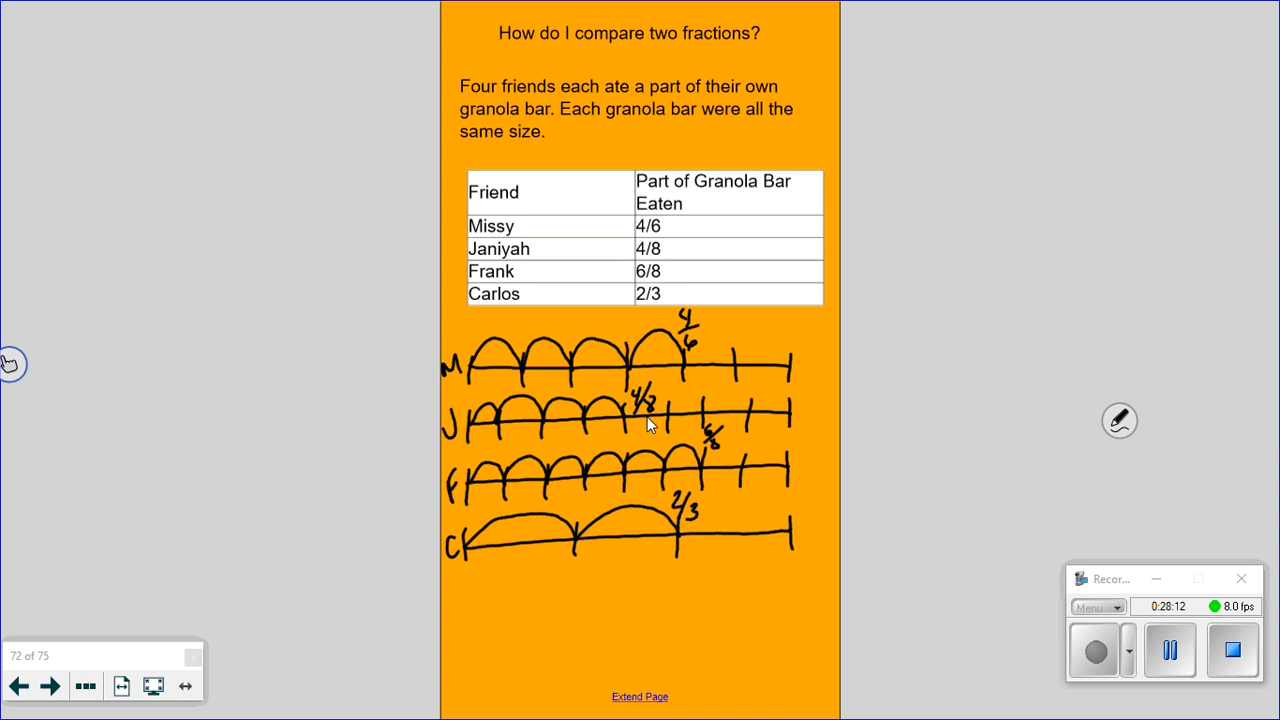 How do I compare two fractions?
Four friends each ate a part of their own
granola bar. Each granola bar were all the
same size.
Friend
Part of Granola Bar
Eaten
Missy 4/6
Janiyah 4/8
Frank 6/8
Carlos 2/3
4/6
M
4/8
J
6/8
F
2/3
C
Extend Page
72 of 75
Recor...
Menu
0:28:12
8.0 fps